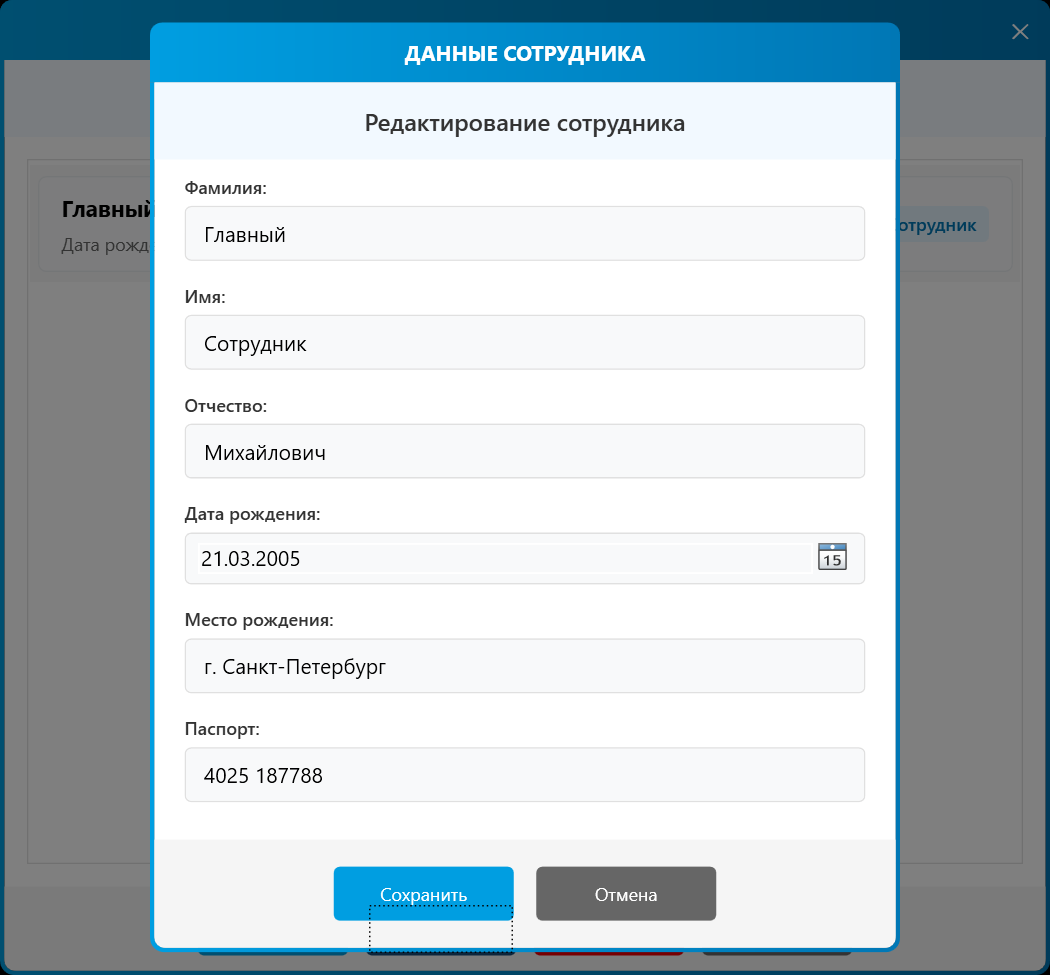 ДАННЫЕ СОТРУДНИКА
Редактирование сотрудника
Фамилия:
Главный
Главный
Дата рожд
отрудник
Имя:
Сотрудник
Отчество:
Михайлович
Дата рождения:
21.03.2005
15
Место рождения:
г. Санкт-Петербург
Паспорт:
4025 187788
Сохранить
Отмена